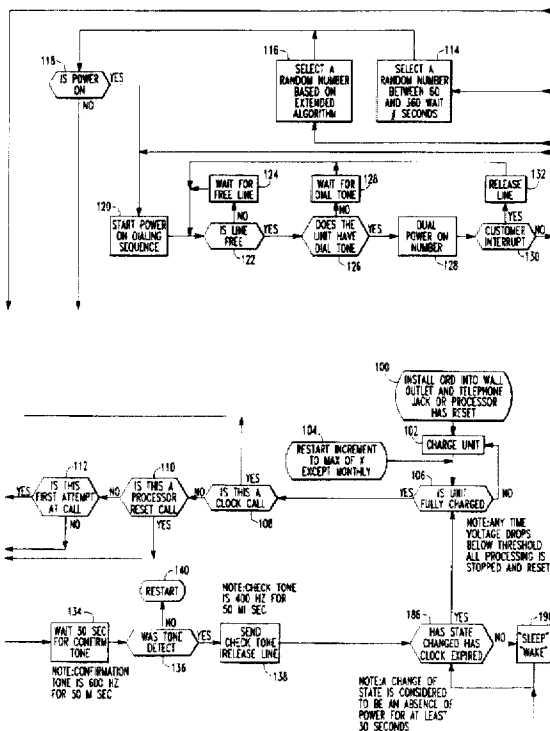 116
SELECT A
RANDOM NUMBER
BASED ON
EXTENDED
ALGORITHM
114
SELECT A
RANDOM NUMBER
BETWEEN 60
AND 360 WAIT
SECONDS
118
IS POWER
ON
YES
NO
124
WAIT FOR
FREE LINE
128
WAIT FOR
DIAL TONE
132
RELEASE
LINE
120
START POWER
ON DIALING
SEQUENCE
NO
IS LINE
FREE
YES
122
NO
DOES THE
UNIT HAVE
DIAL TONE
YES
126
DUAL
POWER ON
NUMBER
128
YES
CUSTOMER
INTERRUPT
NO
130
100
INSTALL ORD INTO WALL
OUTLET AND TELEPHONE
JACK OR PROCESSOR
HAS RESET
102
CHARGE UNIT
104
RESTART INCREMENT
TO MAX OF X
EXCEPT MONTHLY
106
YES
IS UNIT
FULLY CHARGED
NO
112
YES
IS THIS
FIRST ATTEMPT
AT CALL
NO
110
NO
IS THIS A
PROCESSOR
RESET CALL
YES
YES
NO
IS THIS A
CLOCK CALL
108
NOTE: ANY TIME
VOLTAGE DROPS
BELOW THRESHOLD
ALL PROCESSING IS
STOPPED AND RESET
140
RESTART
NOTE: CHECK TONE
IS 400 HZ FOR
50 MI SEC
134
WAIT 30 SEC
FOR CONFIRM
TONE
NO
WAS TONE
DETECT
YES
136
SEND
CHECK TONE
(RELEASE LINE)
138
186
YES
HAS STATE
CHANGED HAS
CLOCK EXPIRED
NO
190
"SLEEP"
"WAKE"
NOTE: CONFIRMATION
TONE IS 600 HZ
FOR 50 M SEC
NOTE: A CHANGE OF
STATE IS CONSIDERED
TO BE AN ABSENCE OF
POWER FOR AT LEAST
30 SECONDS